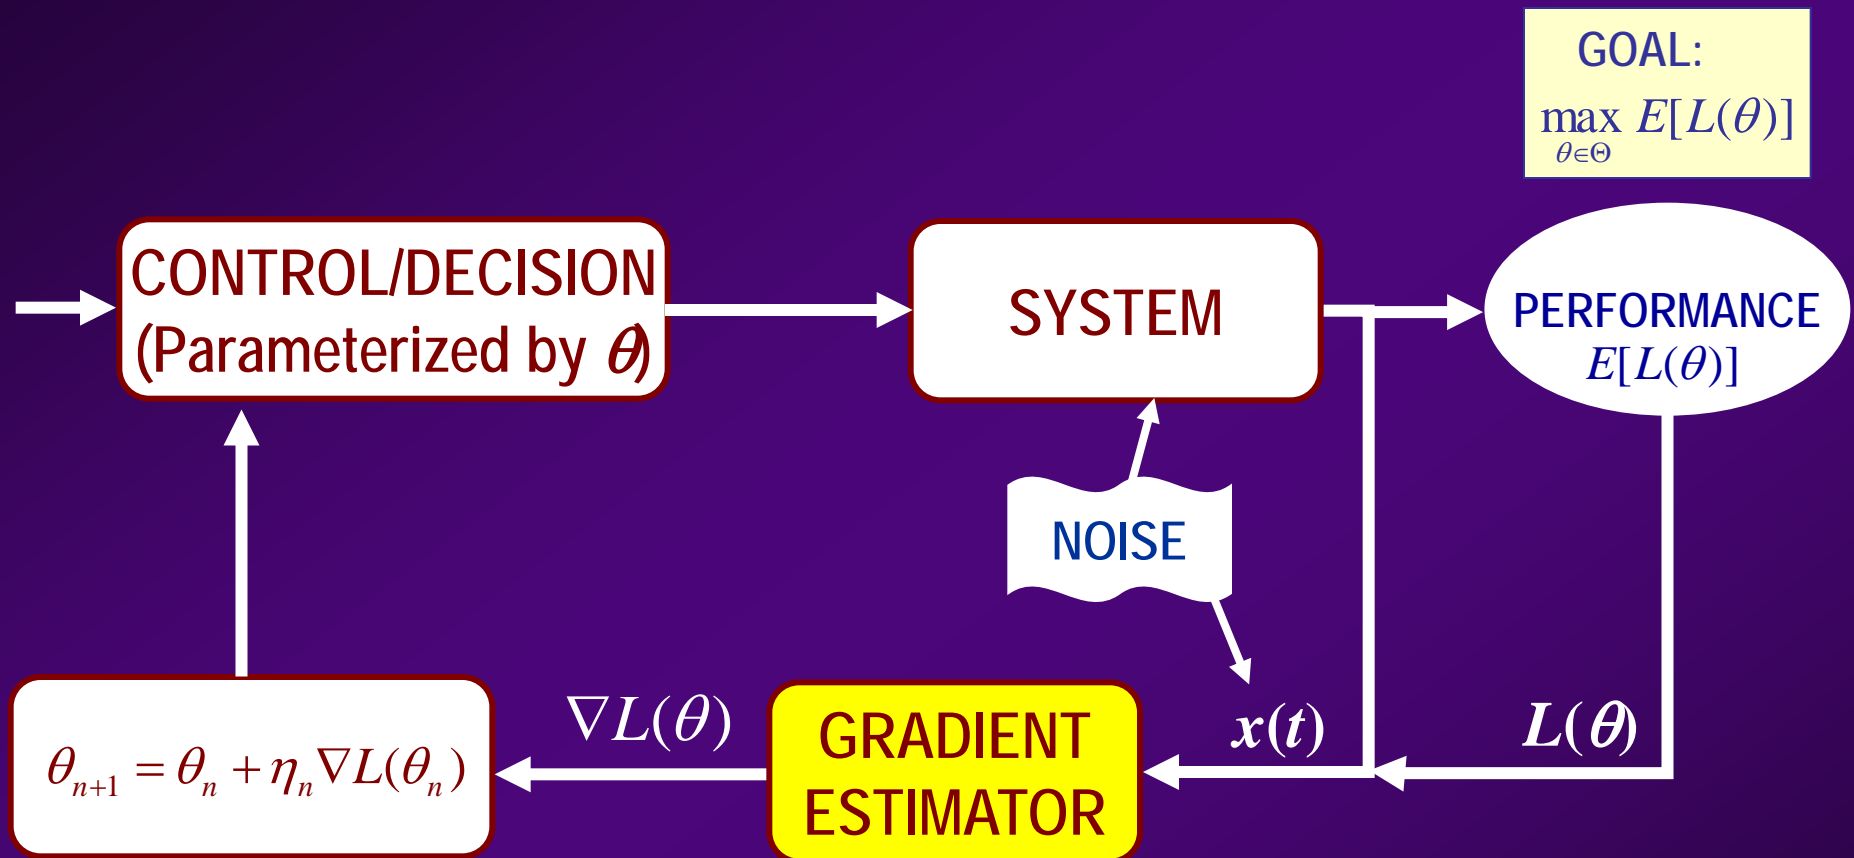 GOAL:
max E[L(θ)]
θ∈Θ
CONTROL/DECISION
(Parameterized by θ)
SYSTEM
PERFORMANCE
E[L(θ)]
NOISE
θₙ₊₁ = θₙ + ηₙ∇L(θₙ)
∇L(θ)
GRADIENT
ESTIMATOR
x(t)
L(θ)